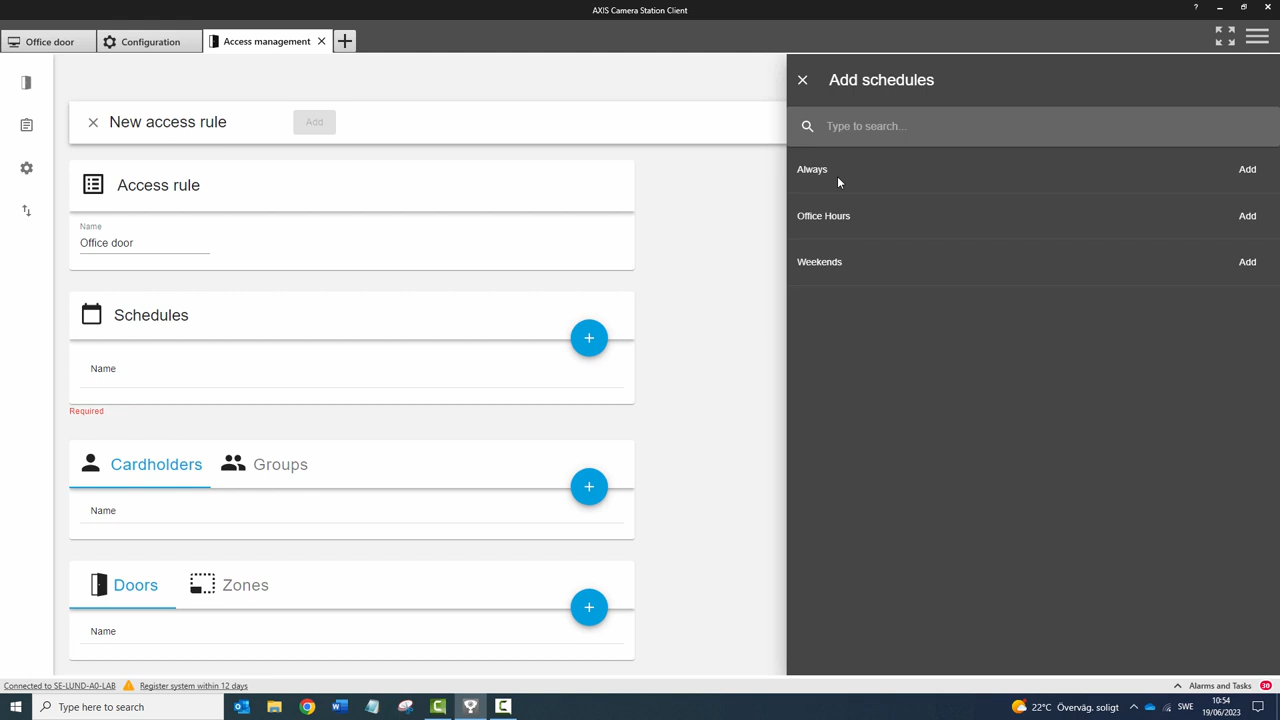 AXIS Camera Station Client
?
Office door
Configuration
Access management
New access rule
Add
Access rule
Name
Office door
Schedules
Name
Required
Cardholders
Groups
Name
Doors
Zones
Name
Add schedules
Type to search...
Always
Add
Office Hours
Add
Weekends
Add
Connected to SE-LUND-A0-LAB
Register system within 12 days
Alarms and Tasks
30
Type here to search
22°C Överväg. soligt
SWE
10:54
19/06/2023